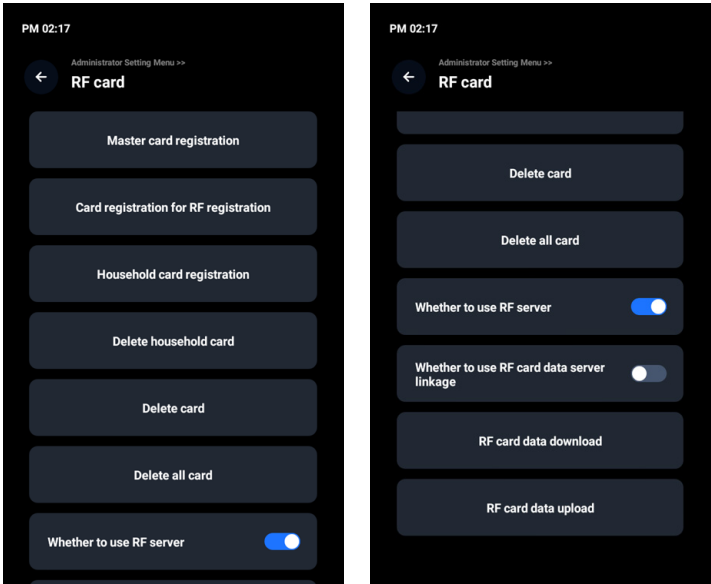 PM 02:17
Administrator Setting Menu >>
RF card
Master card registration
Card registration for RF registration
Household card registration
Delete household card
Delete card
Delete all card
Whether to use RF server
PM 02:17
Administrator Setting Menu >>
RF card
Delete card
Delete all card
Whether to use RF server
Whether to use RF card data server
linkage
RF card data download
RF card data upload